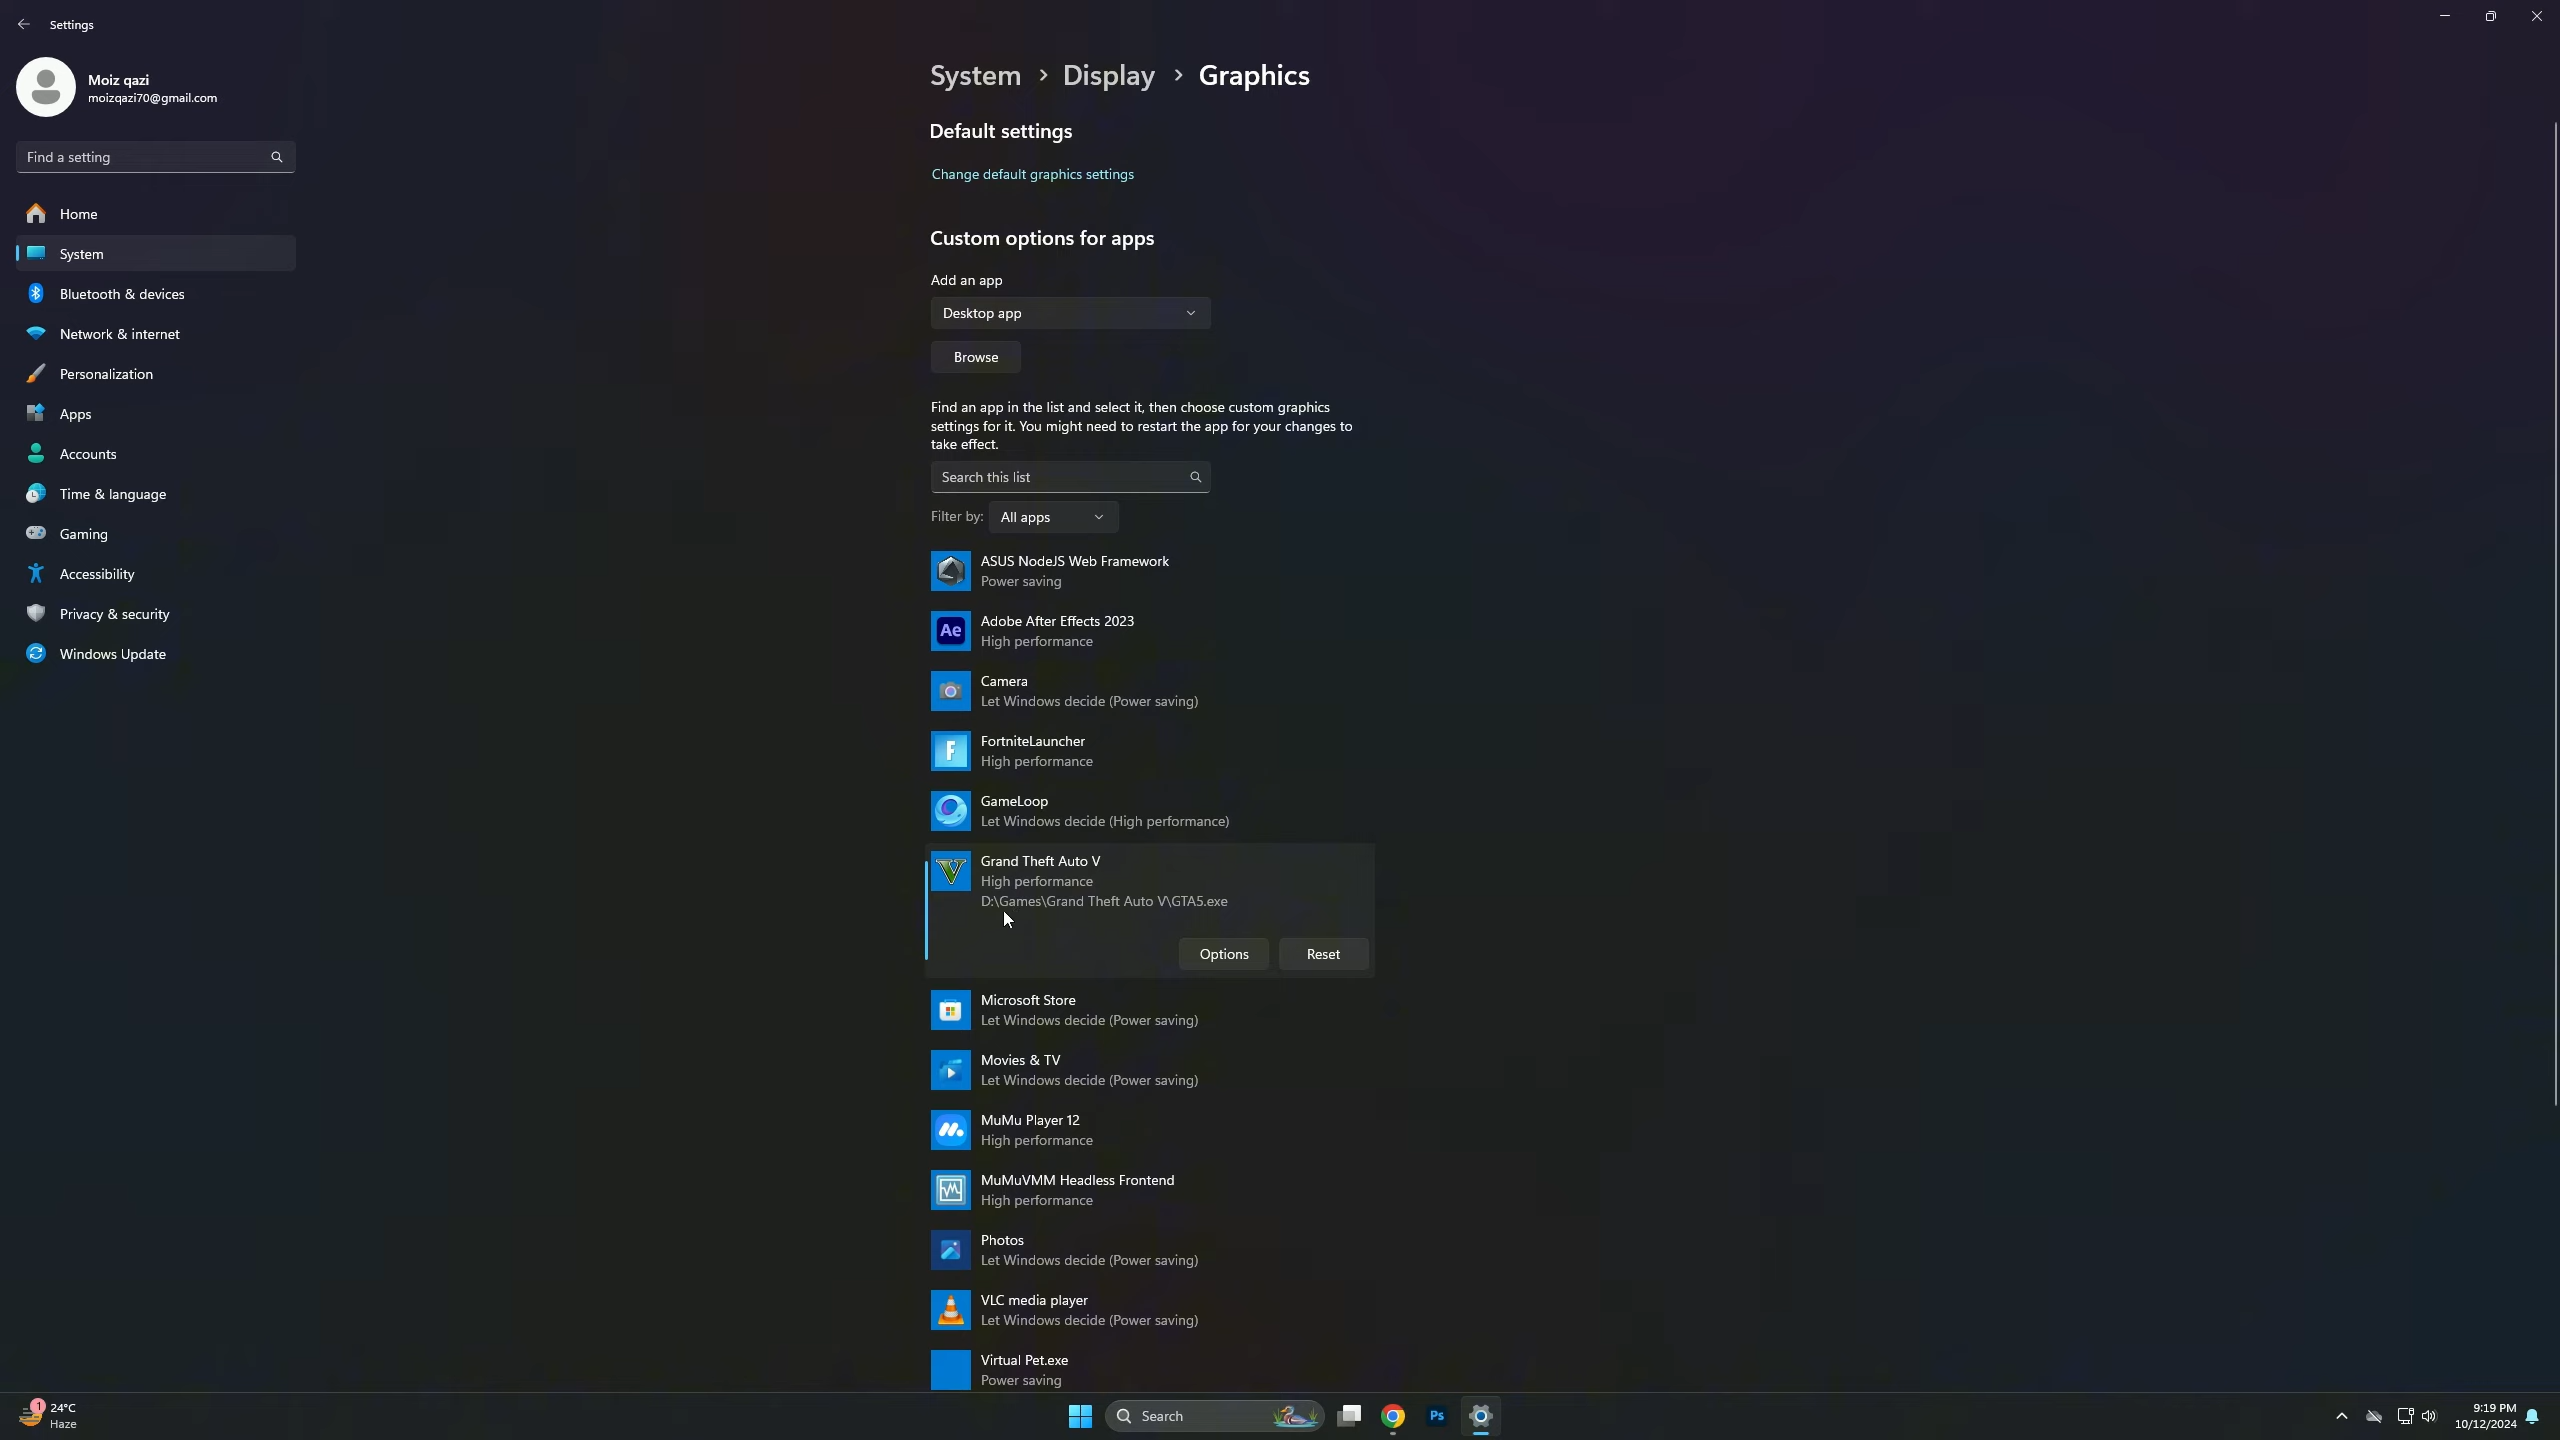 Settings
Moiz qazi
moizqazi70@gmail.com
Find a setting
Home
System
Bluetooth & devices
Network & internet
Personalization
Apps
Accounts
Time & language
Gaming
Accessibility
Privacy & security
Windows Update
System > Display > Graphics
Default settings
Change default graphics settings
Custom options for apps
Add an app
Desktop app
Browse
Find an app in the list and select it, then choose custom graphics
settings for it. You might need to restart the app for your changes to
take effect.
Search this list
Filter by: All apps
ASUS NodeJS Web Framework
Power saving
Ae
Adobe After Effects 2023
High performance
Camera
Let Windows decide (Power saving)
F
FortniteLauncher
High performance
GameLoop
Let Windows decide (High performance)
V
Grand Theft Auto V
High performance
D:\Games\Grand Theft Auto V\GTA5.exe
Options
Reset
Microsoft Store
Let Windows decide (Power saving)
Movies & TV
Let Windows decide (Power saving)
MuMu Player 12
High performance
MuMuVMM Headless Frontend
High performance
Photos
Let Windows decide (Power saving)
VLC media player
Let Windows decide (Power saving)
Virtual Pet.exe
Power saving
1
24°C
Haze
Search
Ps
9:19 PM
10/12/2024